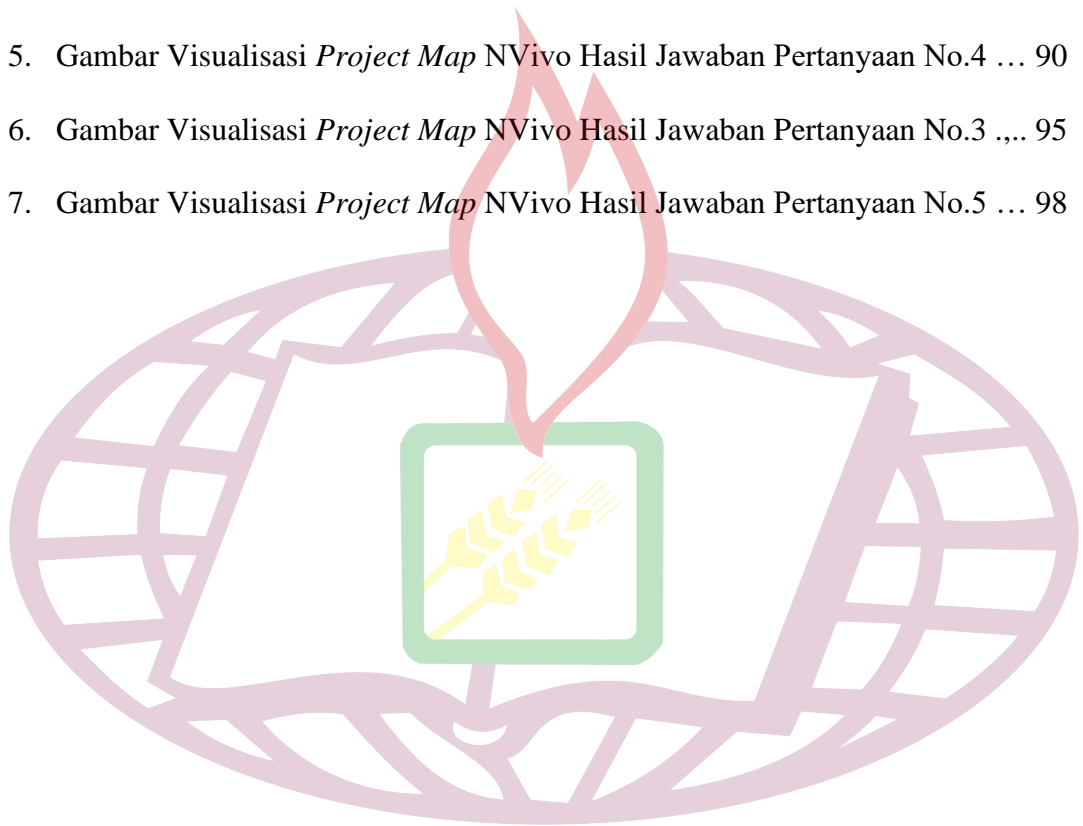 5. Gambar Visualisasi Project Map NVivo Hasil Jawaban Pertanyaan No.4 … 90
6. Gambar Visualisasi Project Map NVivo Hasil Jawaban Pertanyaan No.3 .,.. 95
7. Gambar Visualisasi Project Map NVivo Hasil Jawaban Pertanyaan No.5 … 98